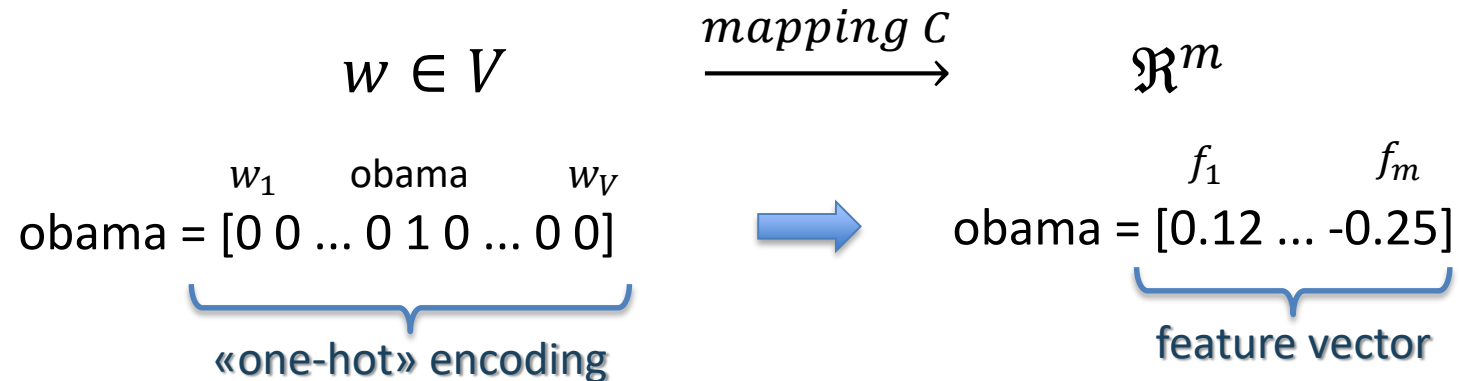 mapping C
w ∈ V ℜ^m
w_1 obama w_V f_1 f_m
obama = [0 0 ... 0 1 0 ... 0 0] obama = [0.12 ... -0.25]
«one-hot» encoding feature vector